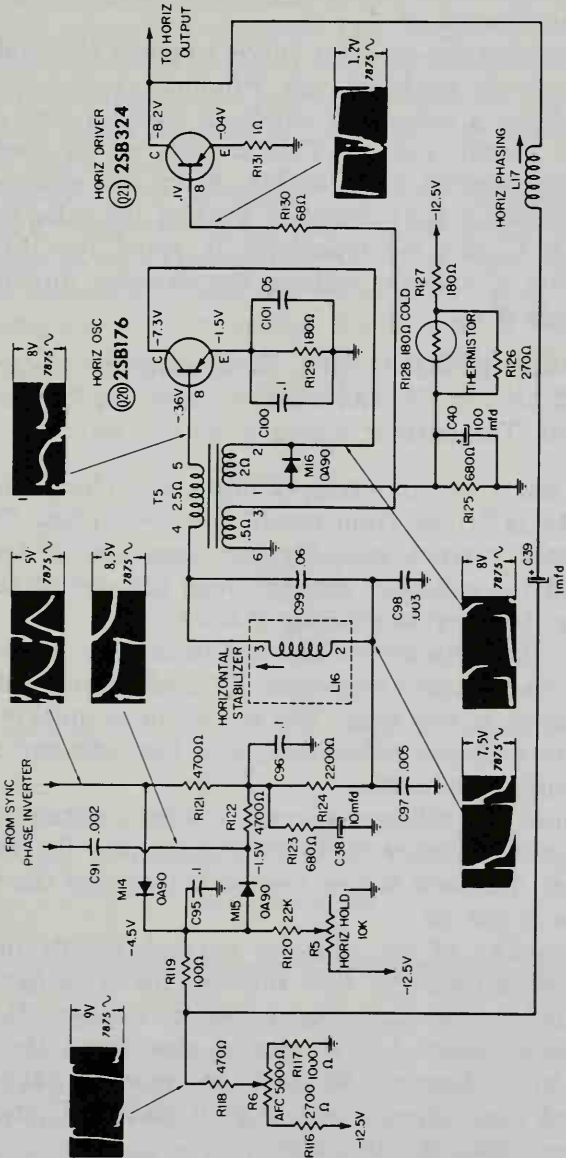 TO HORIZ
OUTPUT
HORIZ DRIVER
Q21 2SB324
-8.2V
C
.1V
B
E
-.04V
R131
1Ω
R130
68Ω
1.2V
7875 ~
HORIZ PHASING
L17
HORIZ OSC
Q20 2SB176
-7.3V
C
-.36V
B
E
-1.5V
C101
.05
R129
180Ω
C100
.1
8V
7875 ~
-12.5V
R127
180Ω
R128 180Ω COLD
THERMISTOR
R126
270Ω
C40
+
100
mfd
R125
680Ω
T5
4
2.5Ω
5
.5Ω
2Ω
6
3
1
2
M16
OA90
5V
7875 ~
8.5V
7875 ~
C99
.06
C98
.003
HORIZONTAL
STABILIZER
3
2
L16
8V
7875 ~
7.5V
7875 ~
C39
+
1mfd
FROM SYNC
PHASE INVERTER
C91
.002
R121
4700Ω
R122
4700Ω
C96
R124
2200Ω
R123
680Ω
C38
10mfd
C97
.005
M14
OA90
-4.5V
-1.5V
C95
.1
M15
OA90
R119
100Ω
R120
22K
R5
HORIZ HOLD
10K
-12.5V
9V
7875 ~
R118
470Ω
R6
AFC 5000Ω
R117
1000
Ω
R116
2700
Ω
-12.5V